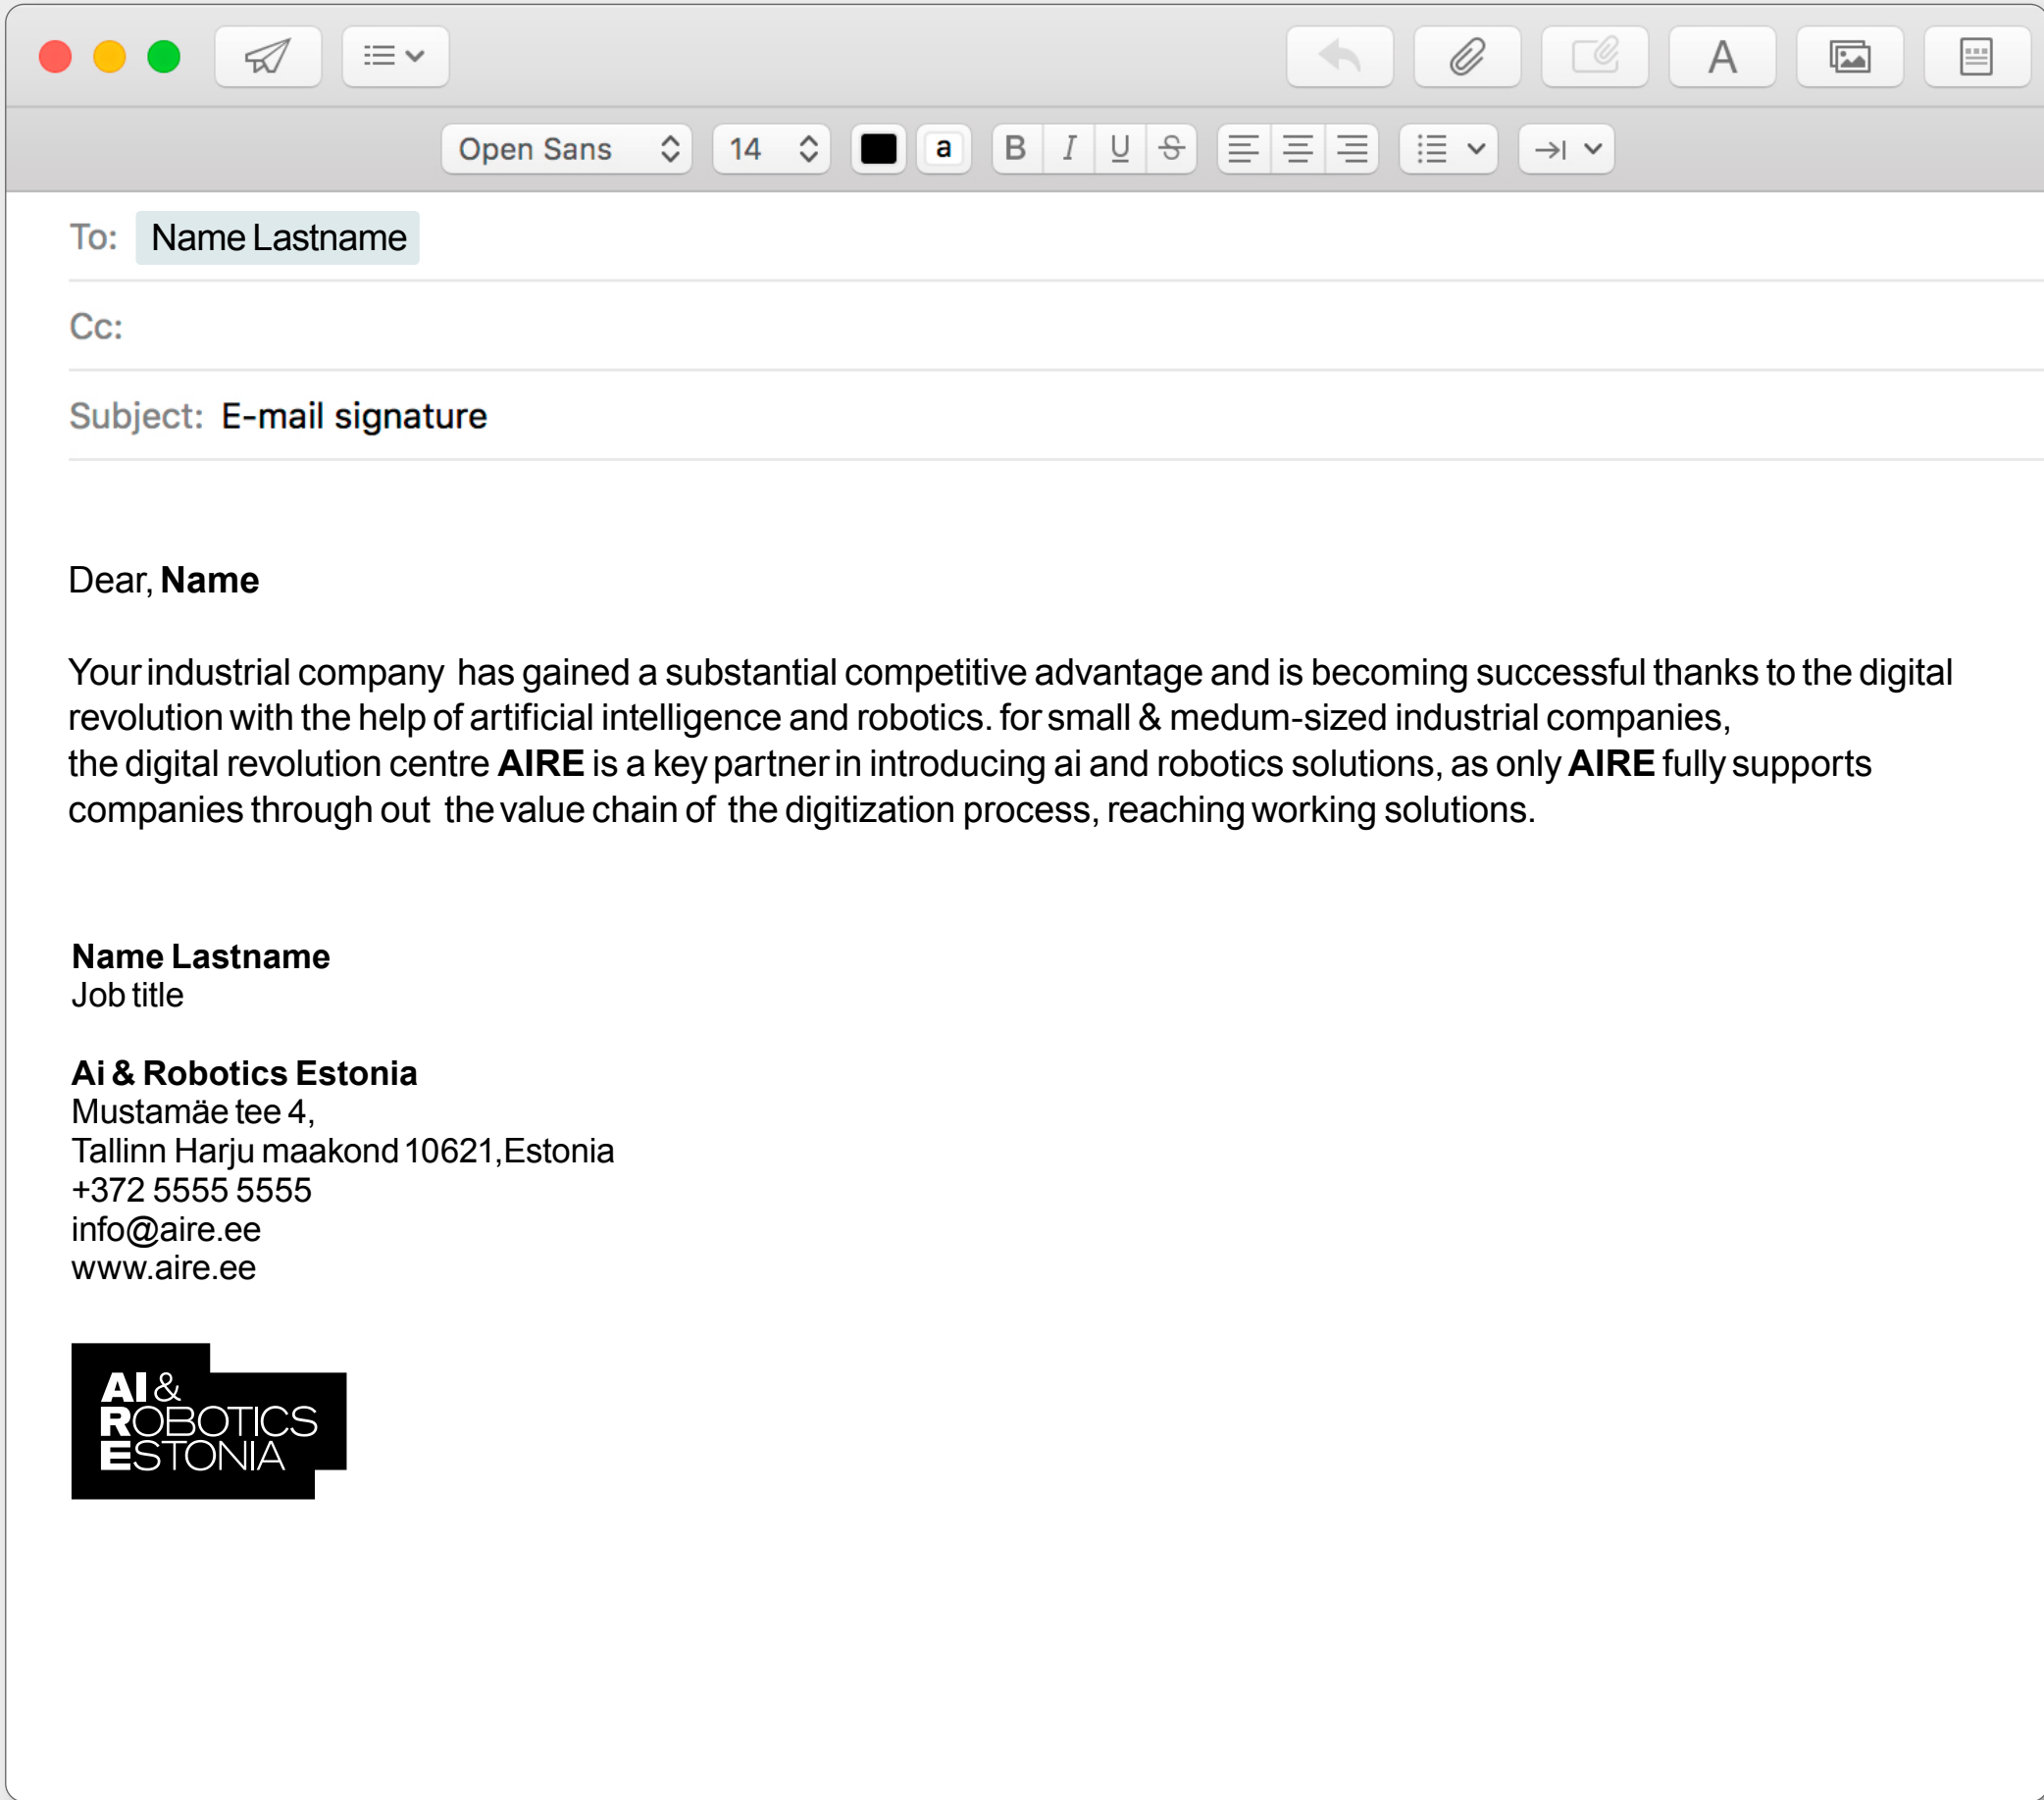 Open Sans 14 a B I U S
To: Name Lastname
Cc:
Subject: E-mail signature
Dear, Name
Your industrial company has gained a substantial competitive advantage and is becoming successful thanks to the digital
revolution with the help of artificial intelligence and robotics. for small & medum-sized industrial companies,
the digital revolution centre AIRE is a key partner in introducing ai and robotics solutions, as only AIRE fully supports
companies through out the value chain of the digitization process, reaching working solutions.
Name Lastname
Job title
Ai & Robotics Estonia
Mustamäe tee 4,
Tallinn Harju maakond 10621,Estonia
+372 5555 5555
info@aire.ee
www.aire.ee
AI &
ROBOTICS
ESTONIA